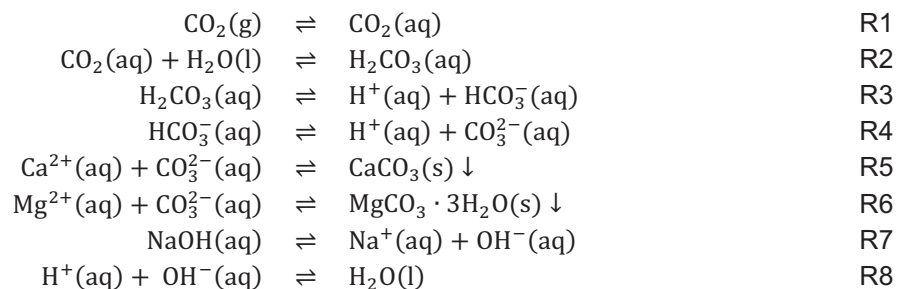 CO₂(g) ⇌ CO₂(aq) R1
CO₂(aq) + H₂O(l) ⇌ H₂CO₃(aq) R2
H₂CO₃(aq) ⇌ H⁺(aq) + HCO₃⁻(aq) R3
HCO₃⁻(aq) ⇌ H⁺(aq) + CO₃²⁻(aq) R4
Ca²⁺(aq) + CO₃²⁻(aq) ⇌ CaCO₃(s) ↓ R5
Mg²⁺(aq) + CO₃²⁻(aq) ⇌ MgCO₃ · 3H₂O(s) ↓ R6
NaOH(aq) ⇌ Na⁺(aq) + OH⁻(aq) R7
H⁺(aq) + OH⁻(aq) ⇌ H₂O(l) R8